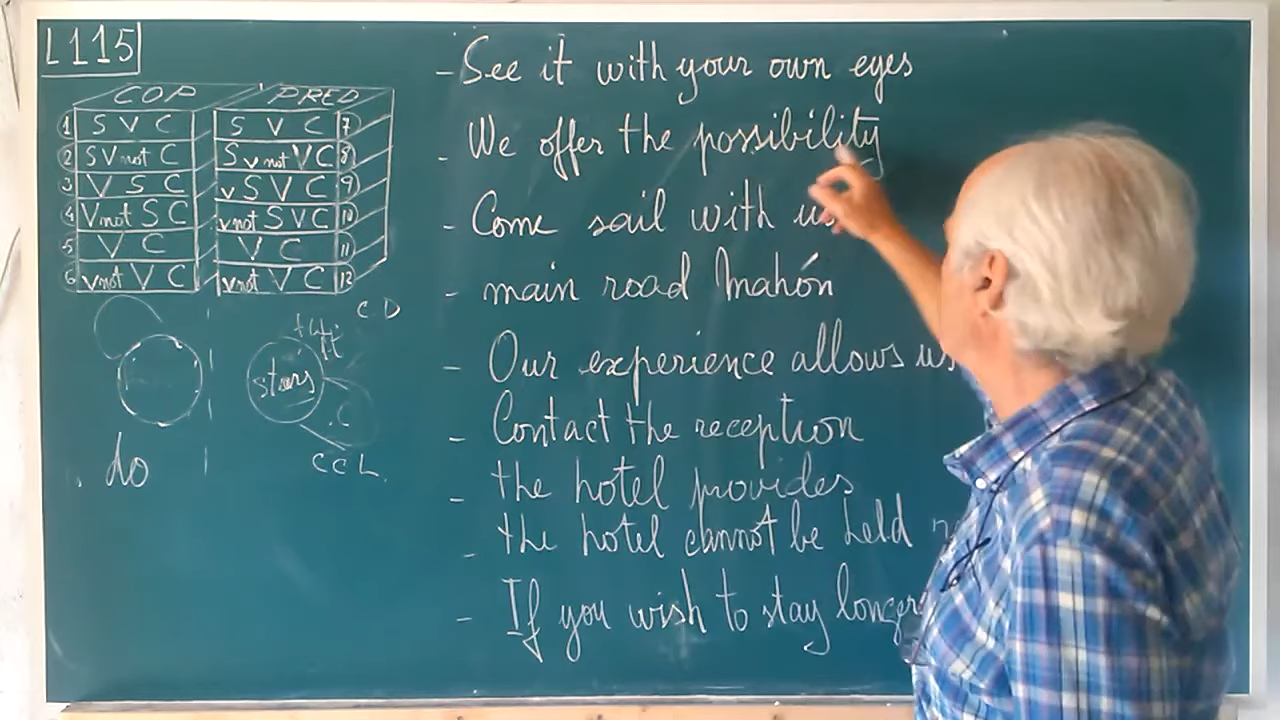 L115
COP PRED
1 S V C S V C 7
2 S V not C S v not V C 8
3 V S C v S V C 9
4 V not S C v not S V C 10
5 V C V C 11
6 v not V C v not V C 12
C D
stars
.C
C C L
. do
- See it with your own eyes
- We offer the possibility
- Come sail with us
- main road Mahón
- Our experience allows us
- Contact the reception
- the hotel provides
- the hotel cannot be held
- If you wish to stay longer